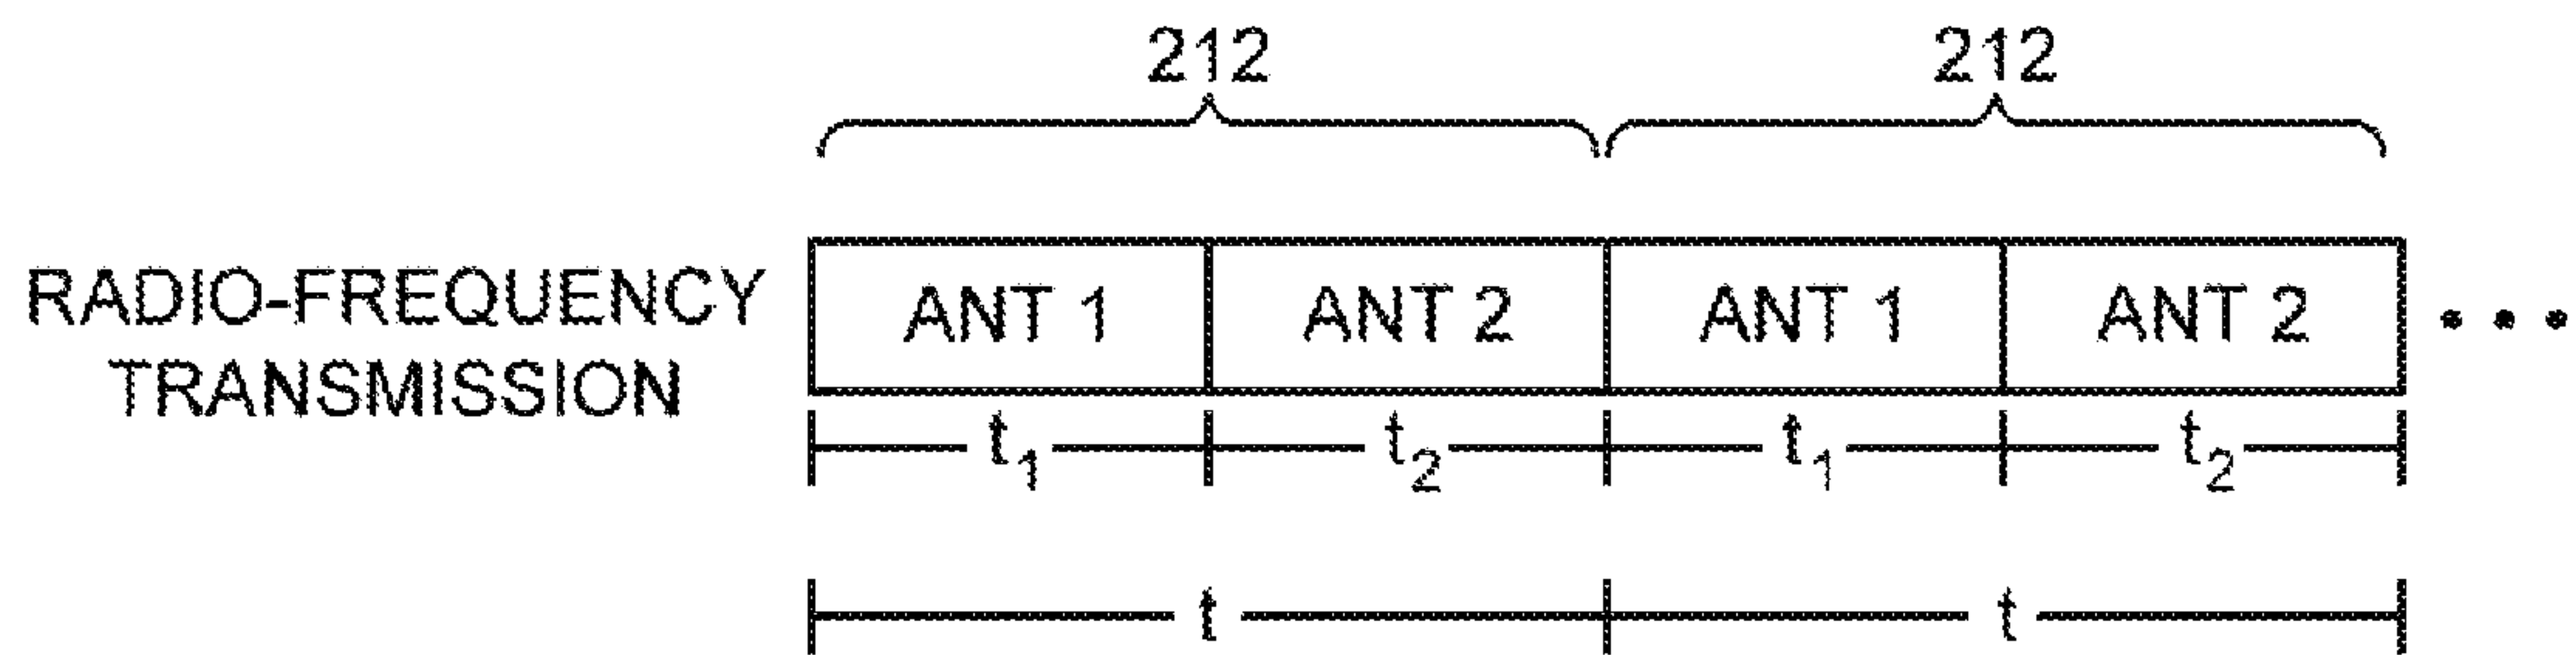 212 212
RADIO-FREQUENCY
TRANSMISSION
ANT 1 ANT 2 ANT 1 ANT 2 • • •
t₁ t₂ t₁ t₂
t t